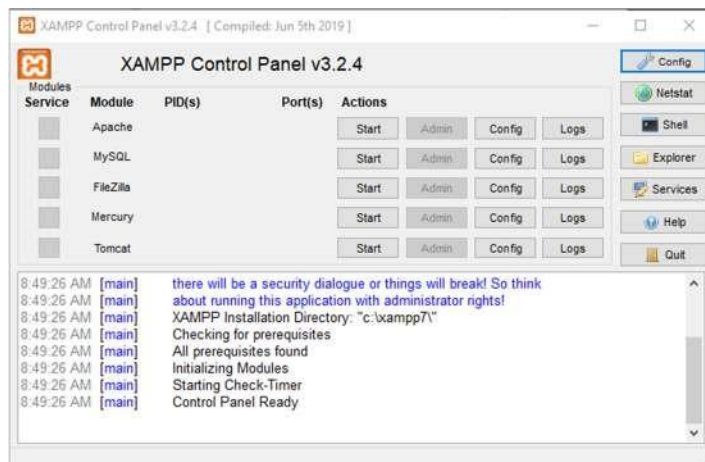 XAMPP Control Panel v3.2.4 [ Compiled: Jun 5th 2019 ]
XAMPP Control Panel v3.2.4
Config
Modules
Service Module PID(s) Port(s) Actions
Netstat
Apache Start Admin Config Logs
Shell
MySQL Start Admin Config Logs
Explorer
FileZilla Start Admin Config Logs
Services
Mercury Start Admin Config Logs
Help
Tomcat Start Admin Config Logs
Quit
8:49:26 AM [main] there will be a security dialogue or things will break! So think
8:49:26 AM [main] about running this application with administrator rights!
8:49:26 AM [main] XAMPP Installation Directory: "c:\xampp7\"
8:49:26 AM [main] Checking for prerequisites
8:49:26 AM [main] All prerequisites found
8:49:26 AM [main] Initializing Modules
8:49:26 AM [main] Starting Check-Timer
8:49:26 AM [main] Control Panel Ready